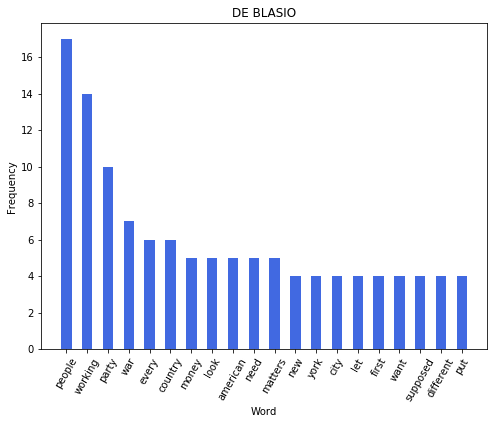 DE BLASIO
Frequency
16
14
12
10
8
6
4
2
0
people
working
party
war
every
country
money
look
american
need
matters
new
york
city
let
first
want
supposed
different
put
Word